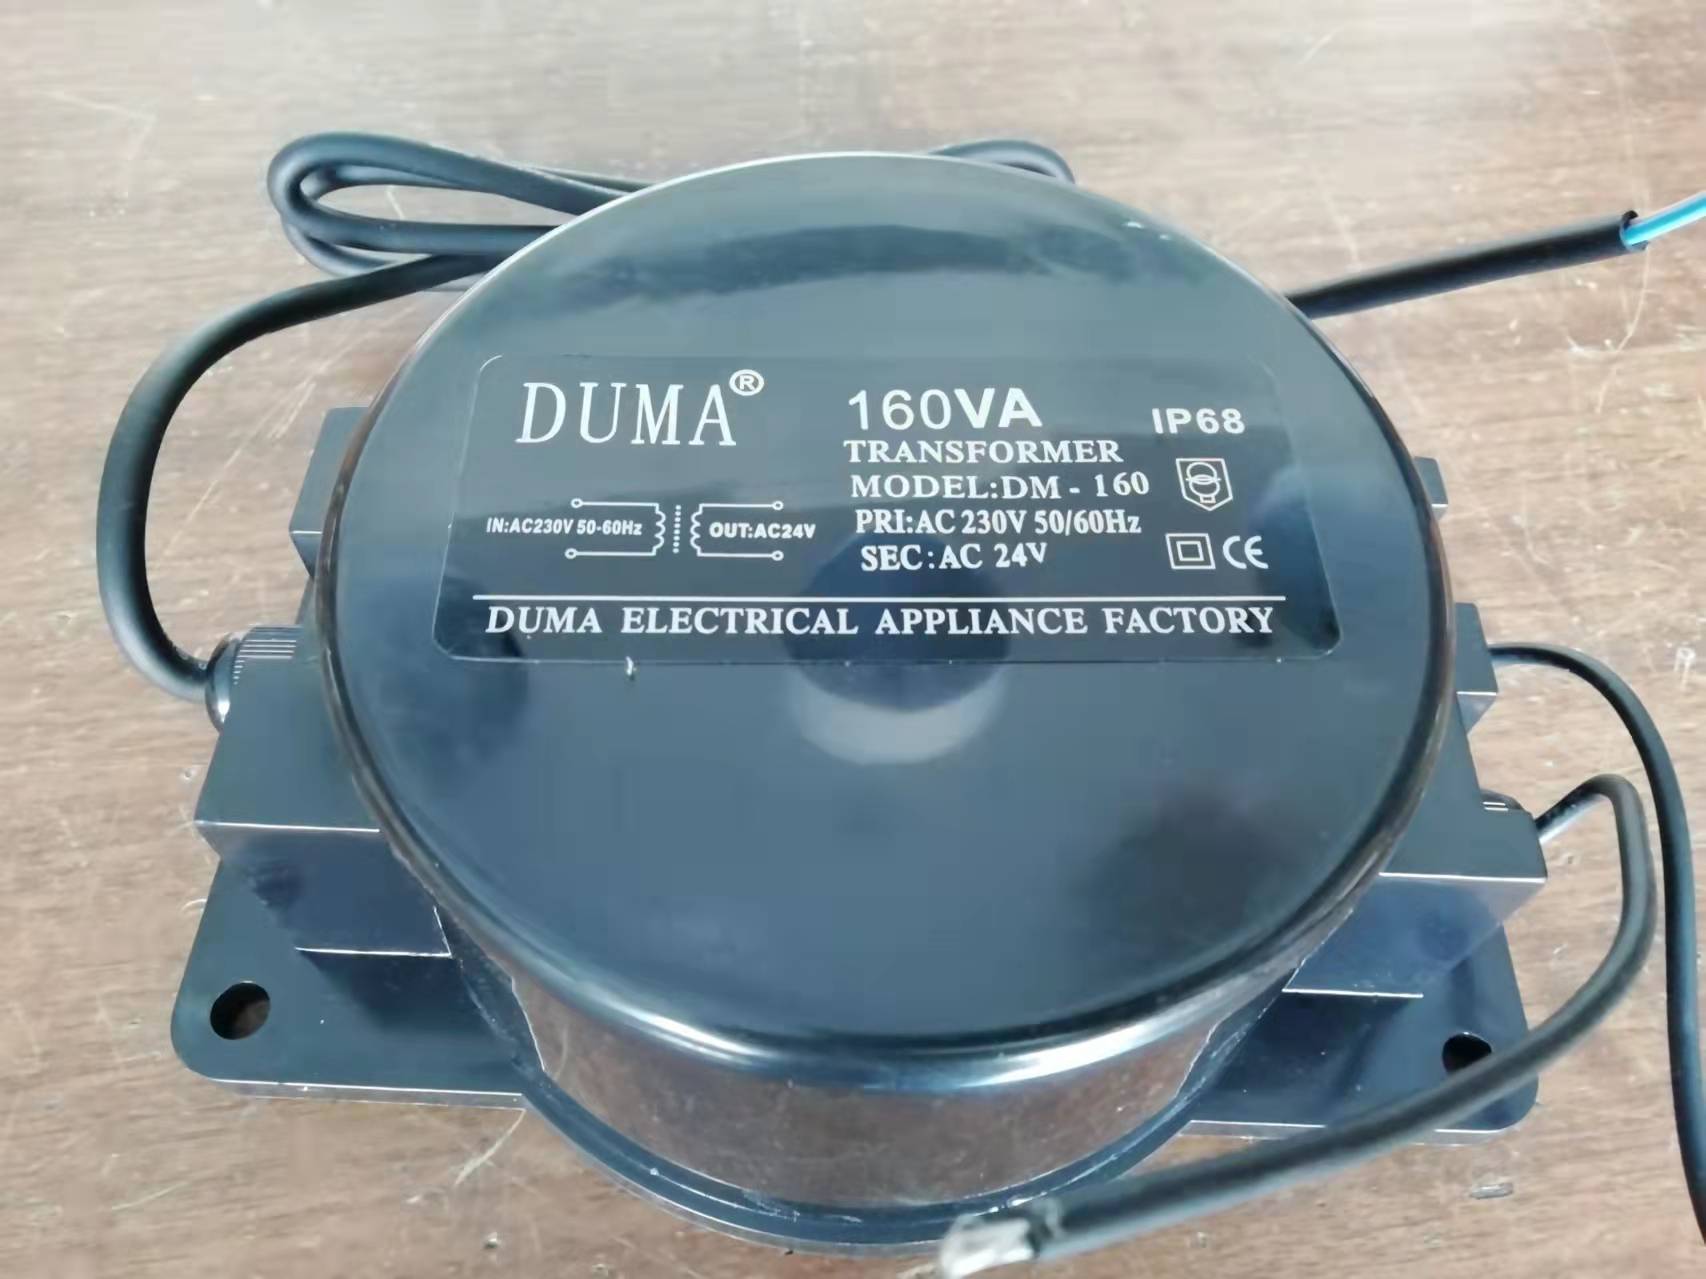 DUMA® 160VA IP68
TRANSFORMER
MODEL:DM-160
IN:AC230V 50-60Hz OUT:AC24V PRI:AC 230V 50/60Hz
SEC:AC 24V CE
DUMA ELECTRICAL APPLIANCE FACTORY